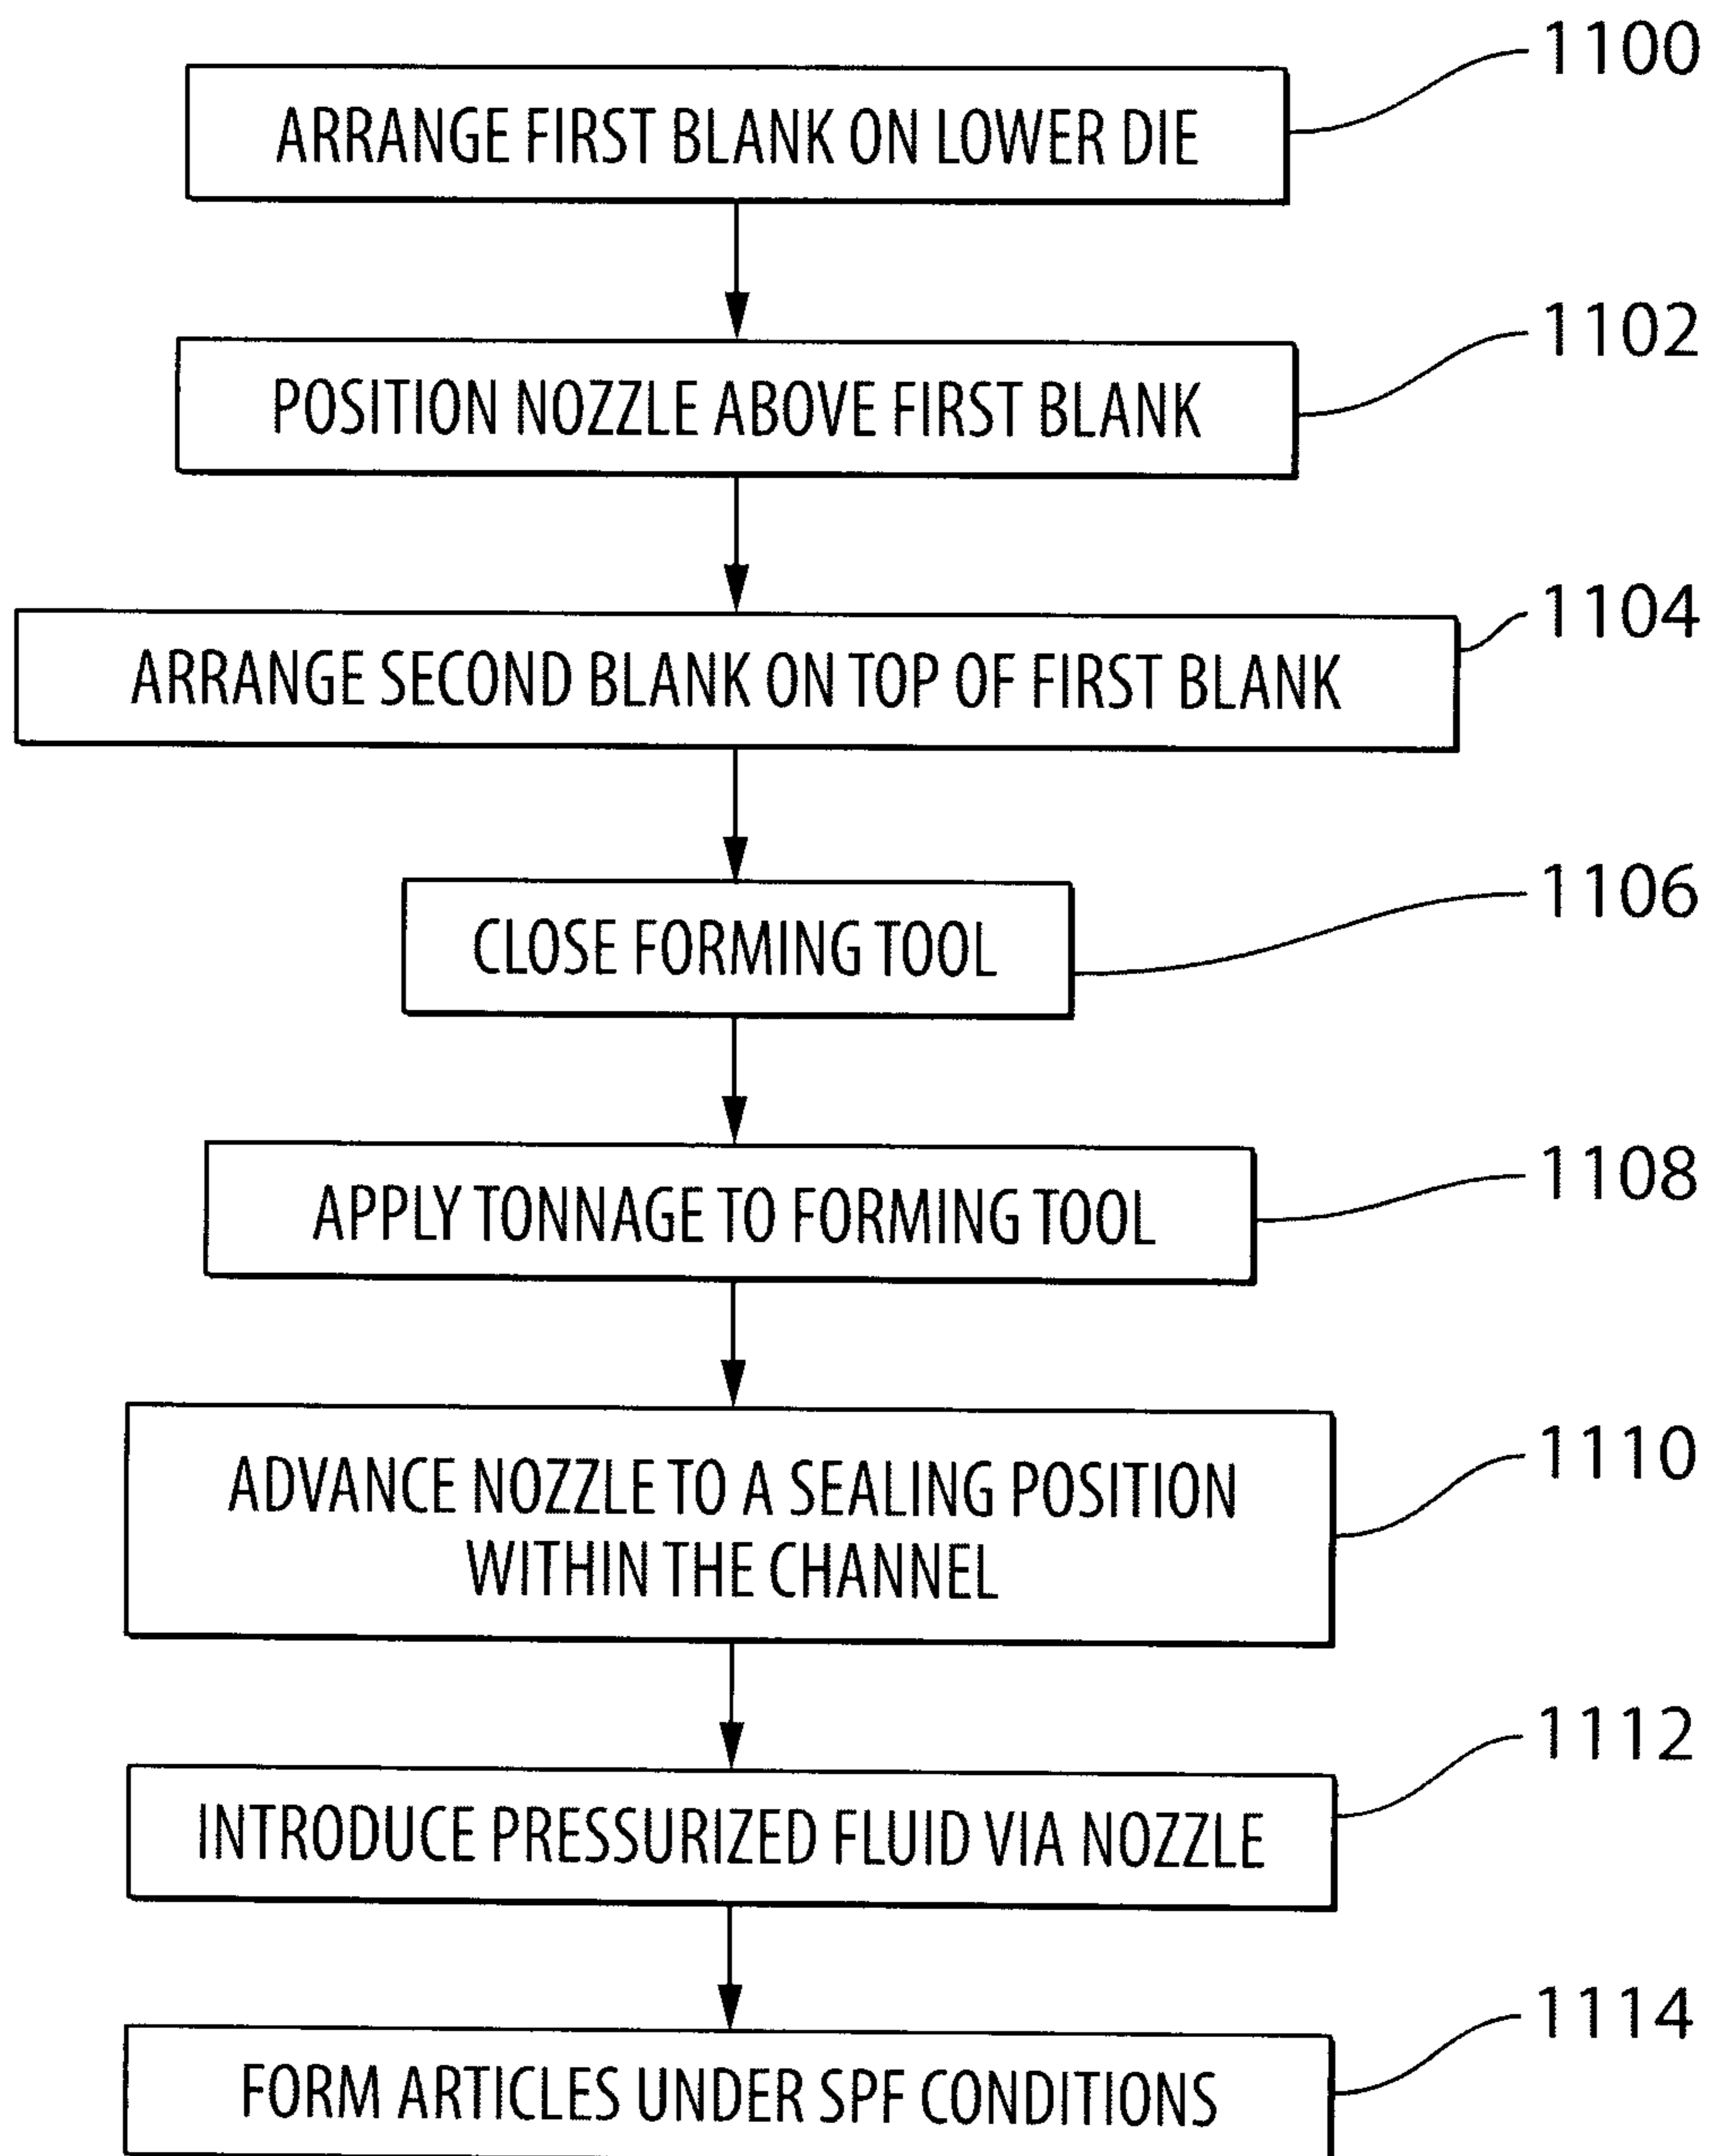 1100
ARRANGE FIRST BLANK ON LOWER DIE
1102
POSITION NOZZLE ABOVE FIRST BLANK
1104
ARRANGE SECOND BLANK ON TOP OF FIRST BLANK
1106
CLOSE FORMING TOOL
1108
APPLY TONNAGE TO FORMING TOOL
1110
ADVANCE NOZZLE TO A SEALING POSITION
WITHIN THE CHANNEL
1112
INTRODUCE PRESSURIZED FLUID VIA NOZZLE
1114
FORM ARTICLES UNDER SPF CONDITIONS